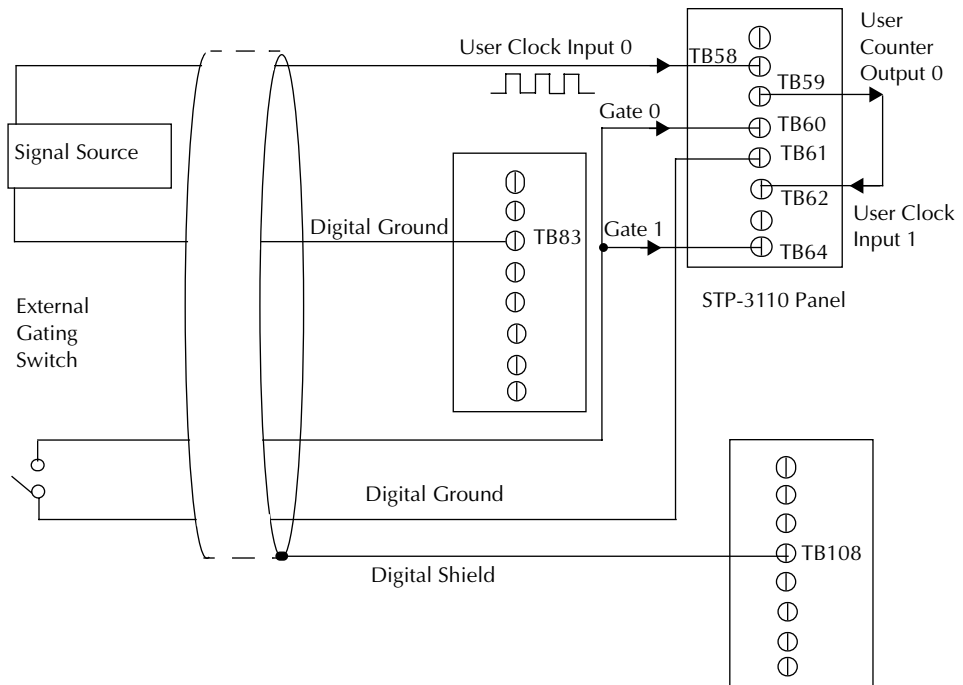 User Clock Input 0
TB58
User
Counter
Output 0
TB59
Gate 0
TB60
Signal Source
TB61
TB62
Digital Ground
TB83
Gate 1
User Clock
Input 1
TB64
External
Gating
Switch
STP-3110 Panel
Digital Ground
TB108
Digital Shield